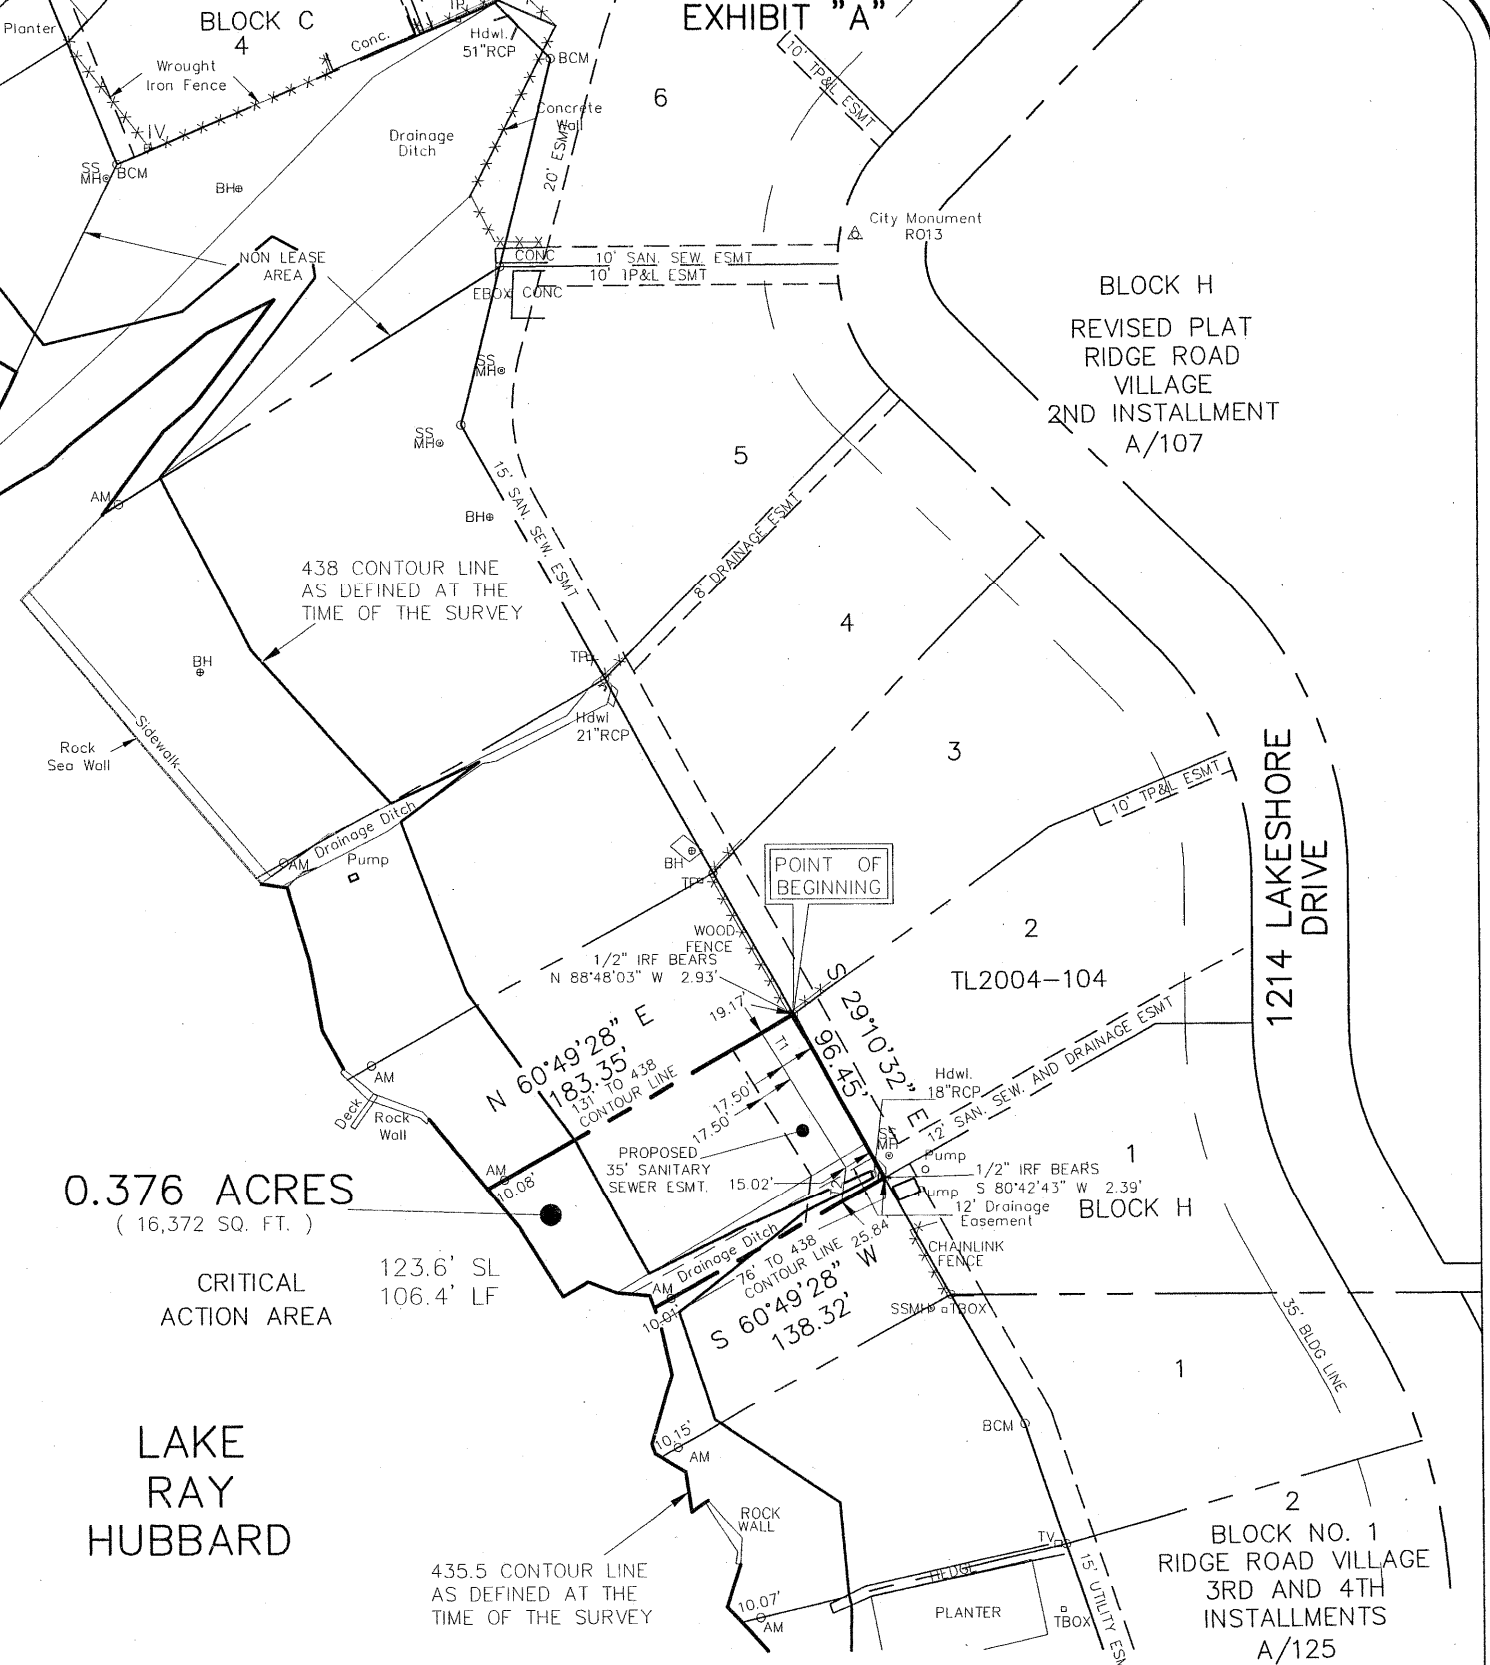 EXHIBIT "A"
Planter
BLOCK C
4
Conc.
Hdwl.
51"RCP
BCM
Wrought
Iron Fence
6
10' TP&L ESMT
Concrete
Wall
Drainage
Ditch
20' ESMT
SS
MH
BCM
BH
City Monument
R013
NON LEASE
AREA
CONC
10' SAN. SEW. ESMT
10' TP&L ESMT
EBOX
CONC
BLOCK H
REVISED PLAT
RIDGE ROAD
VILLAGE
2ND INSTALLMENT
A/107
SS
MH
SS
MH
5
15' SAN. SEW. ESMT
AM
BH
8' DRAINAGE ESMT
438 CONTOUR LINE
AS DEFINED AT THE
TIME OF THE SURVEY
4
BH
TP
Sidewalk
Rock
Sea Wall
Hdwl
21"RCP
3
10' TP&L ESMT
1214 LAKESHORE
DRIVE
Drainage Ditch
AM
Pump
BH
TP
POINT OF
BEGINNING
2
WOOD
FENCE
1/2" IRF BEARS
N 88°48'03" W 2.93'
TL2004-104
19.17'
S 29°10'32" E
96.45'
T1
N 60°49'28" E
183.35'
131' TO 438
CONTOUR LINE
17.50'
17.50'
Hdwl.
18"RCP
12' SAN. SEW. AND DRAINAGE ESMT
AM
Deck
Rock
Wall
SS
MH
Pump
1
PROPOSED
35' SANITARY
SEWER ESMT.
15.02'
1/2" IRF BEARS
S 80°42'43" W 2.39'
AM
10.08'
Pump
12' Drainage
Easement
BLOCK H
0.376 ACRES
( 16,372 SQ. FT. )
CRITICAL
ACTION AREA
123.6' SL
106.4' LF
Drainage Ditch
AM
10.01'
76' TO 438
CONTOUR LINE
25.84
S 60°49'28" W
138.32'
CHAINLINK
FENCE
SSMH
TBOX
35' BLDG LINE
1
LAKE
RAY
HUBBARD
10.15'
AM
BCM
2
ROCK
WALL
435.5 CONTOUR LINE
AS DEFINED AT THE
TIME OF THE SURVEY
TV
BLOCK NO. 1
RIDGE ROAD VILLAGE
3RD AND 4TH
INSTALLMENTS
A/125
HEDGE
10.07'
AM
PLANTER
TBOX
15' UTILITY ESM